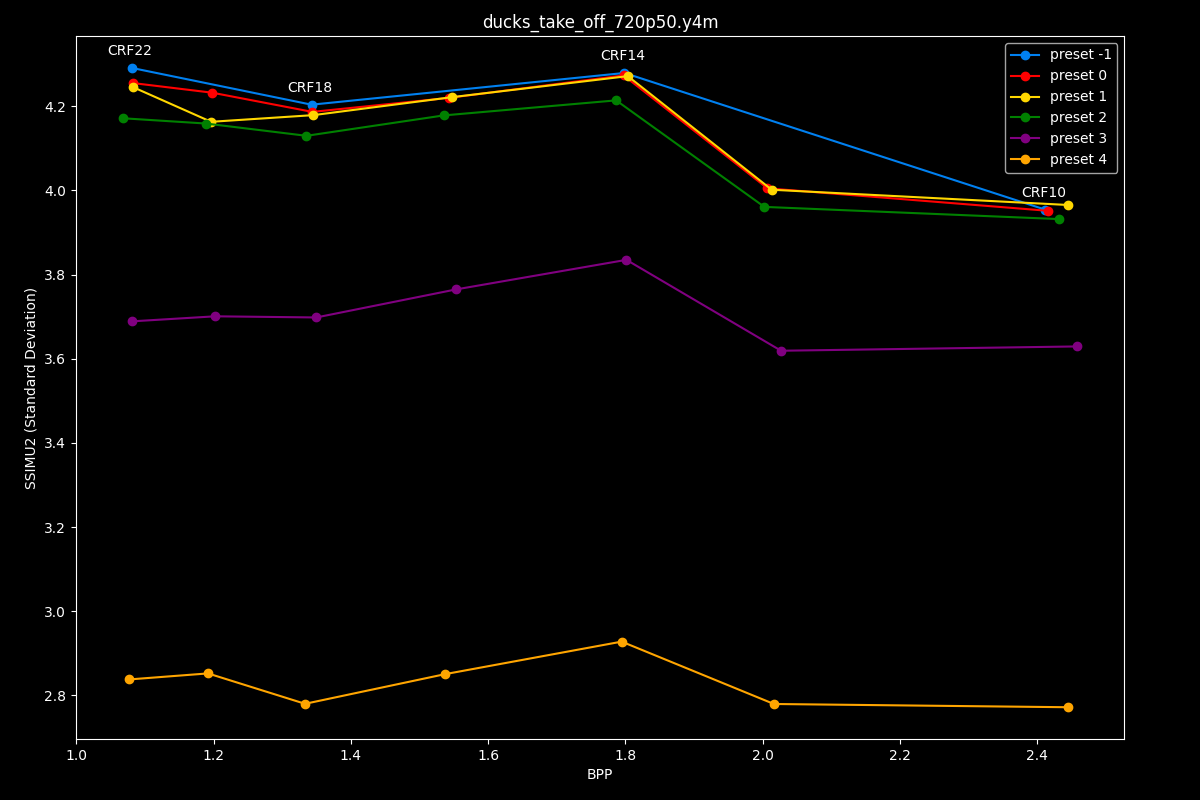 ducks_take_off_720p50.y4m
CRF22
CRF18
CRF14
CRF10
preset -1
preset 0
preset 1
preset 2
preset 3
preset 4
SSIMU2 (Standard Deviation)
4.2
4.0
3.8
3.6
3.4
3.2
3.0
2.8
1.0 1.2 1.4 1.6 1.8 2.0 2.2 2.4
BPP